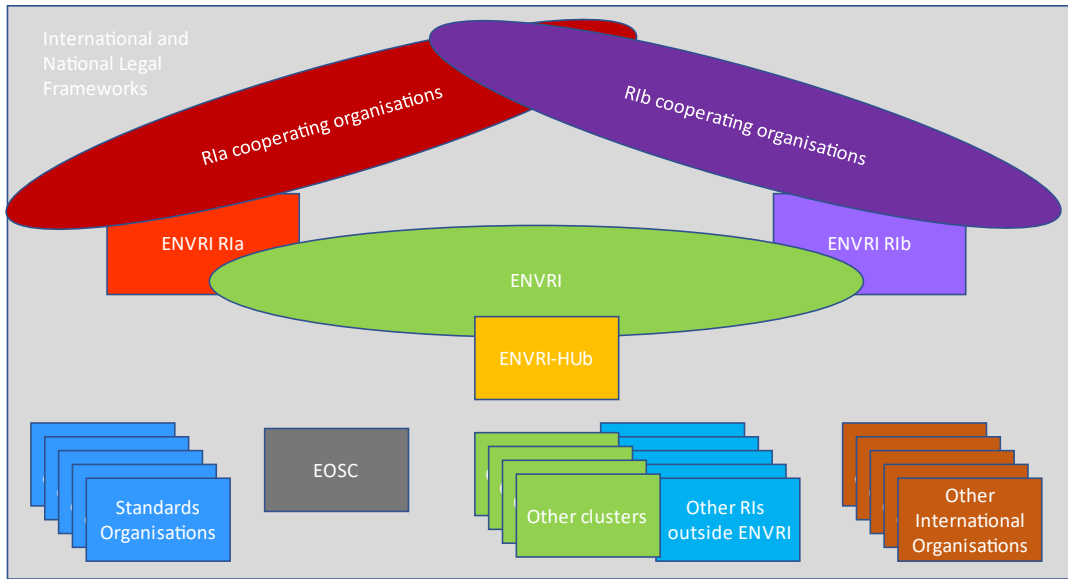 International and
National Legal
Frameworks
RIa cooperating organisations
RIb cooperating organisations
ENVRI RIa
ENVRI RIb
ENVRI
ENVRI-HUb
EOSC
Standards
Organisations
Other clusters
Other RIs
outside ENVRI
Other
International
Organisations